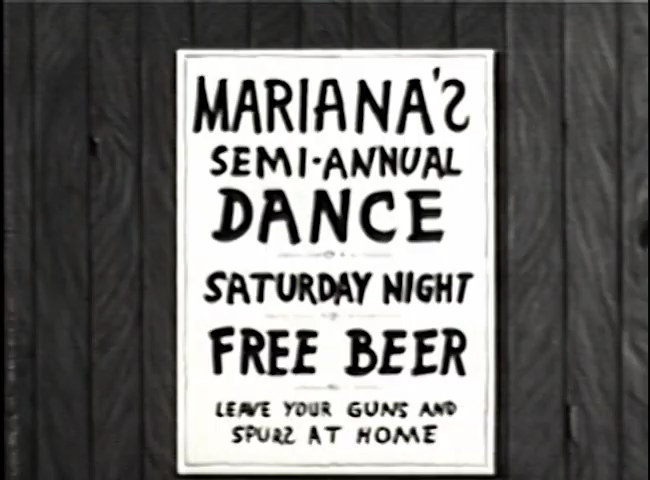 MARIANA'S
SEMI-ANNUAL
DANCE
SATURDAY NIGHT
FREE BEER
LEAVE YOUR GUNS AND
SPURS AT HOME